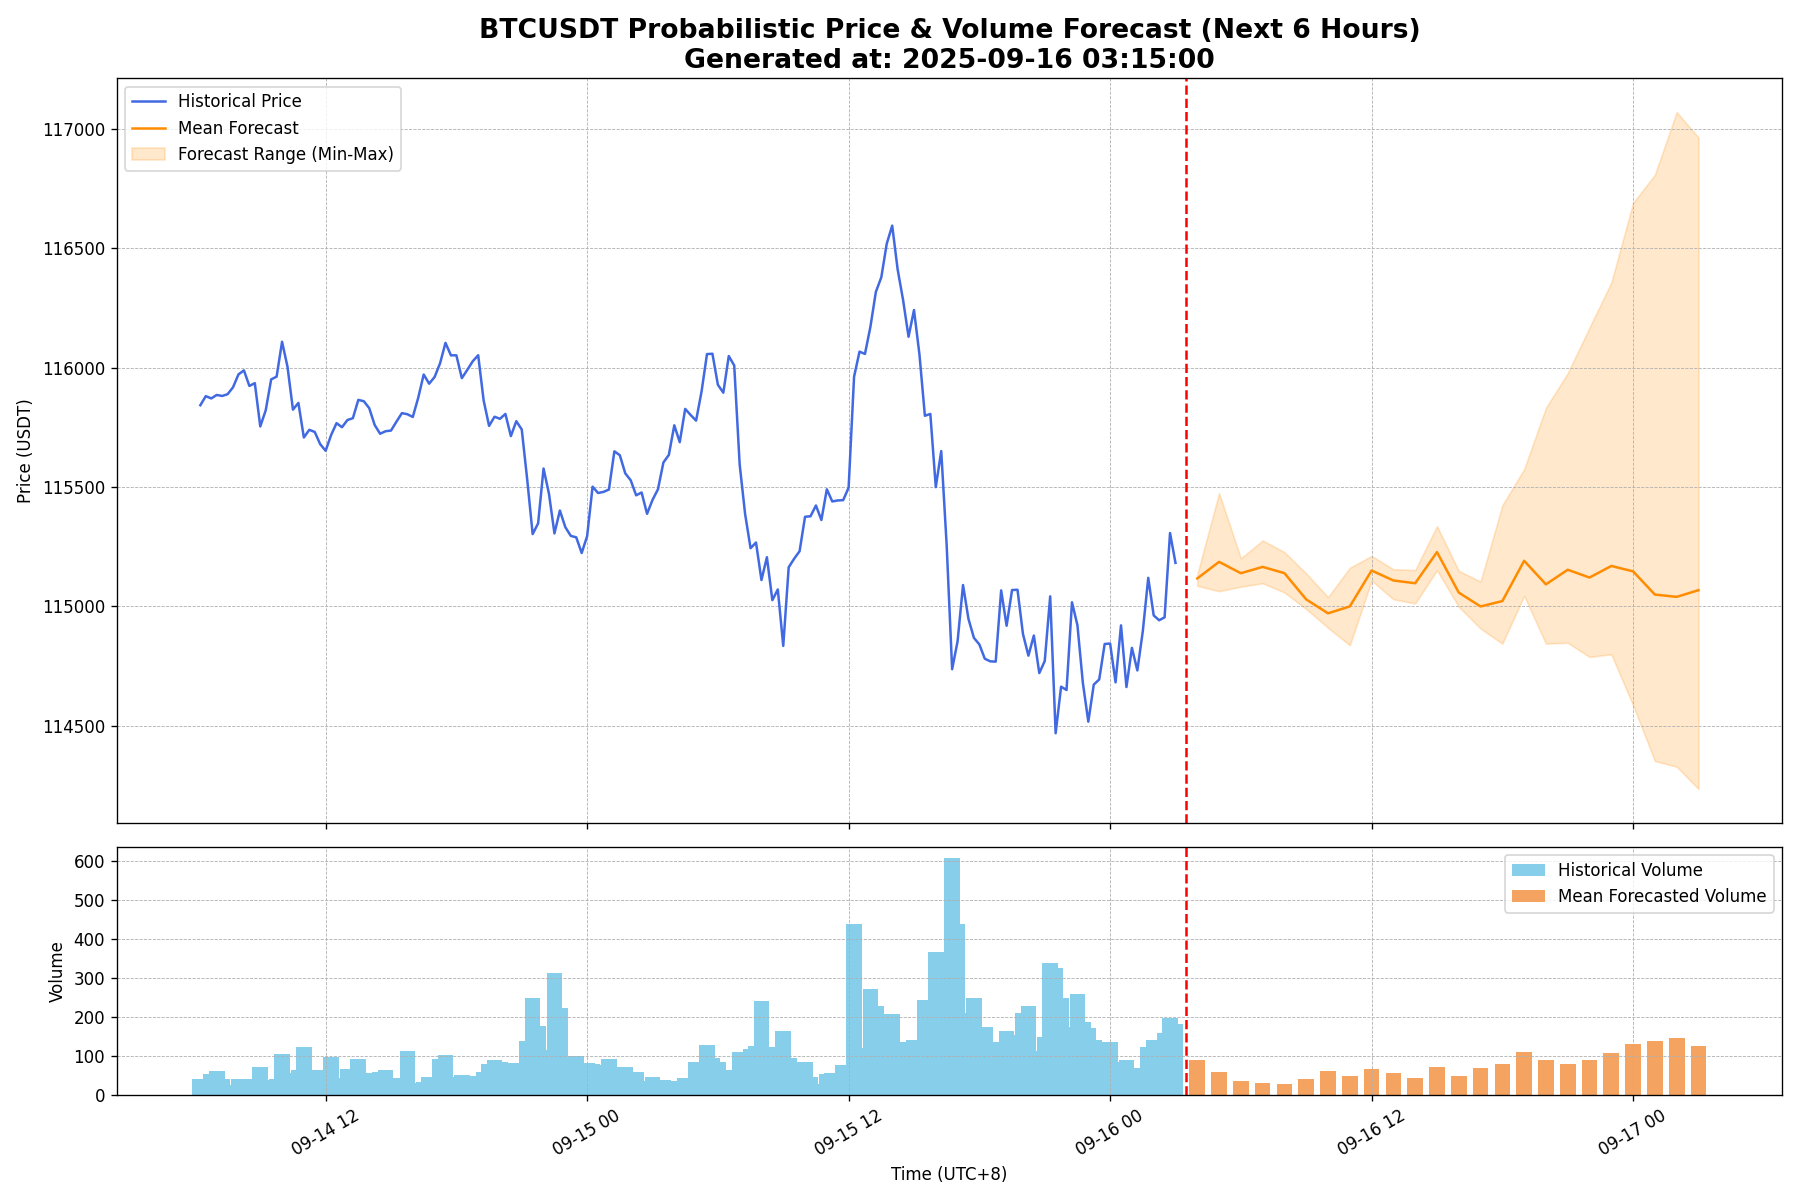 BTCUSDT Probabilistic Price & Volume Forecast (Next 6 Hours)
Generated at: 2025-09-16 03:15:00
Historical Price
Mean Forecast
Forecast Range (Min-Max)
117000
116500
116000
115500
115000
114500
Price (USDT)
Historical Volume
Mean Forecasted Volume
600
500
400
300
200
100
0
Volume
09-14 12
09-15 00
09-15 12
09-16 00
09-16 12
09-17 00
Time (UTC+8)